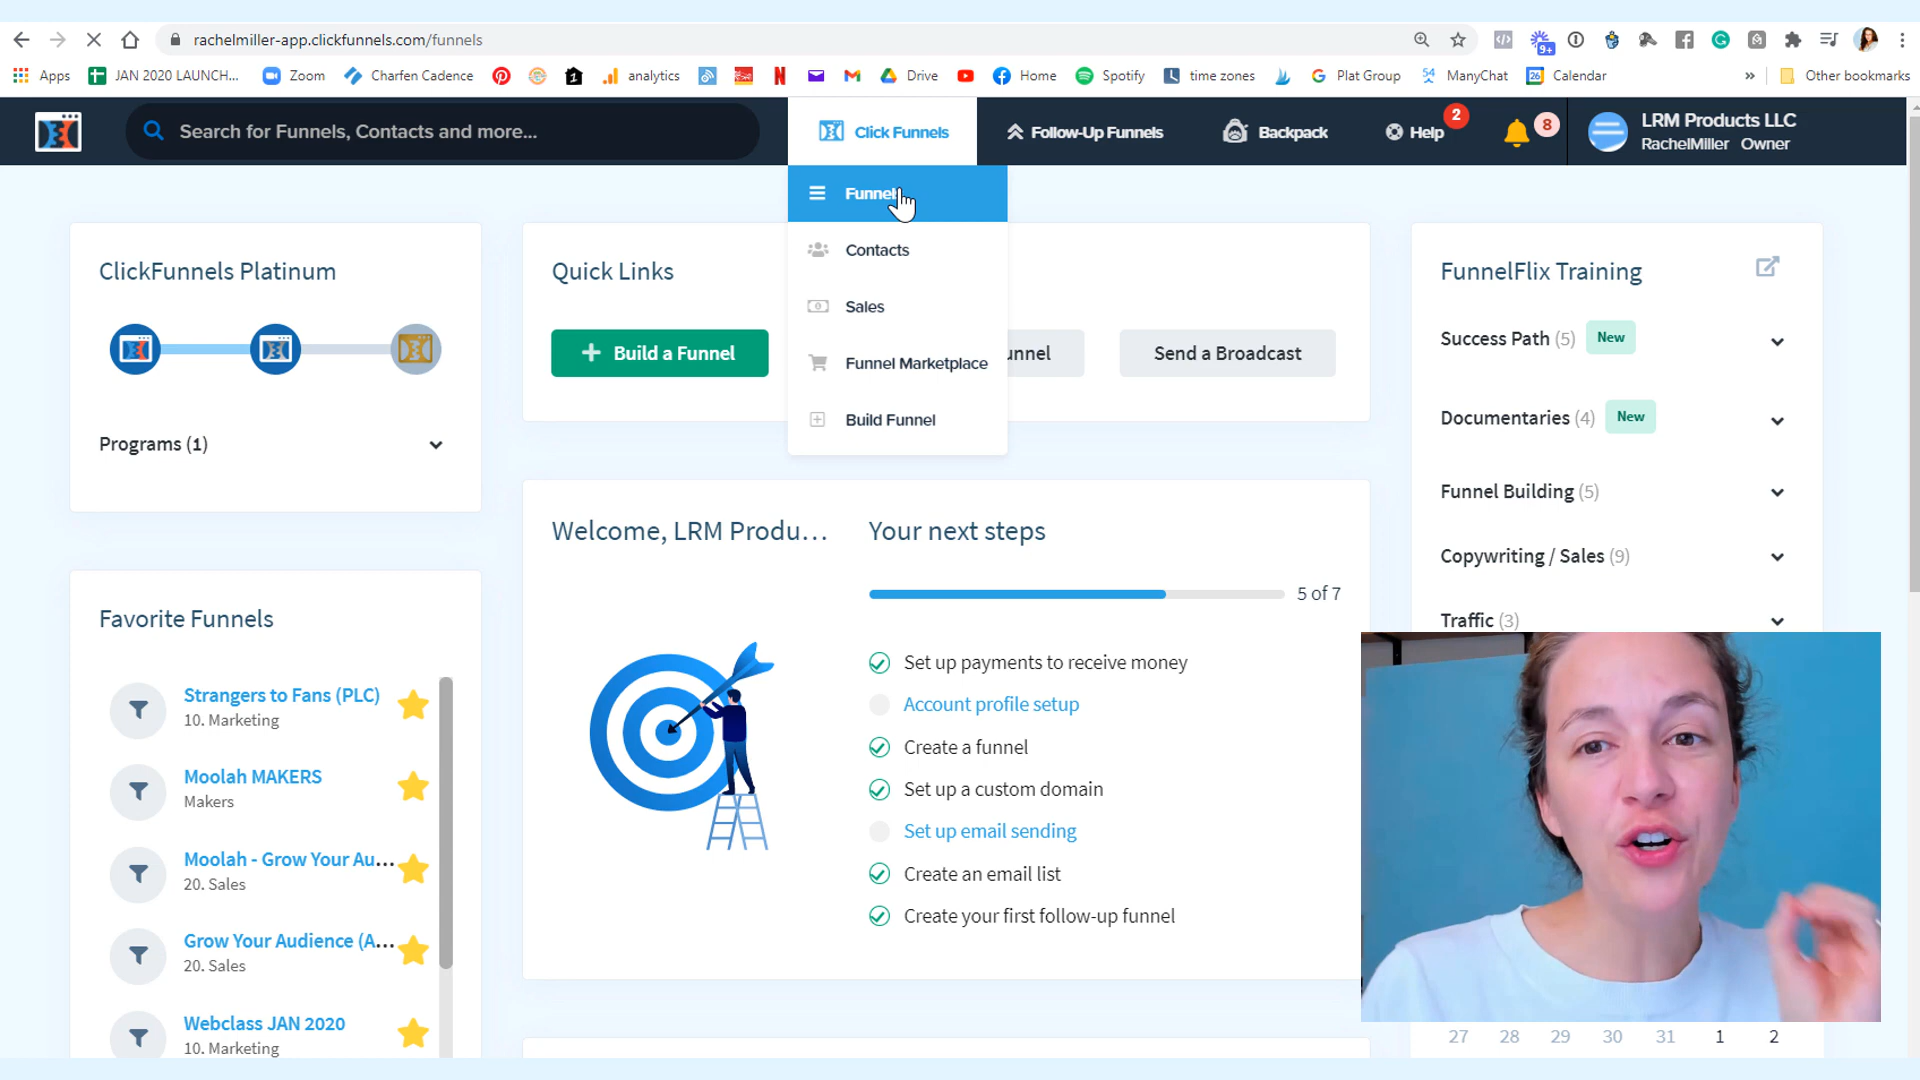 rachelmiller-app.clickfunnels.com/funnels
9+
Apps
JAN 2020 LAUNCH...
Zoom
Charfen Cadence
analytics
Drive
Home
Spotify
time zones
Plat Group
ManyChat
26
Calendar
»
Other bookmarks
Search for Funnels, Contacts and more...
Click Funnels
Follow-Up Funnels
Backpack
Help
2
8
LRM Products LLC
RachelMiller Owner
Funnel
Contacts
Sales
Funnel Marketplace
Build Funnel
ClickFunnels Platinum
Programs (1)
Quick Links
Build a Funnel
unnel
Send a Broadcast
FunnelFlix Training
Success Path (5) New
Documentaries (4) New
Funnel Building (5)
Copywriting / Sales (9)
Traffic (3)
Favorite Funnels
Strangers to Fans (PLC)
10. Marketing
Moolah MAKERS
Makers
Moolah - Grow Your Au...
20. Sales
Grow Your Audience (A...
20. Sales
Webclass JAN 2020
10. Marketing
Welcome, LRM Produ...
Your next steps
5 of 7
Set up payments to receive money
Account profile setup
Create a funnel
Set up a custom domain
Set up email sending
Create an email list
Create your first follow-up funnel
27 28 29 30 31 1 2